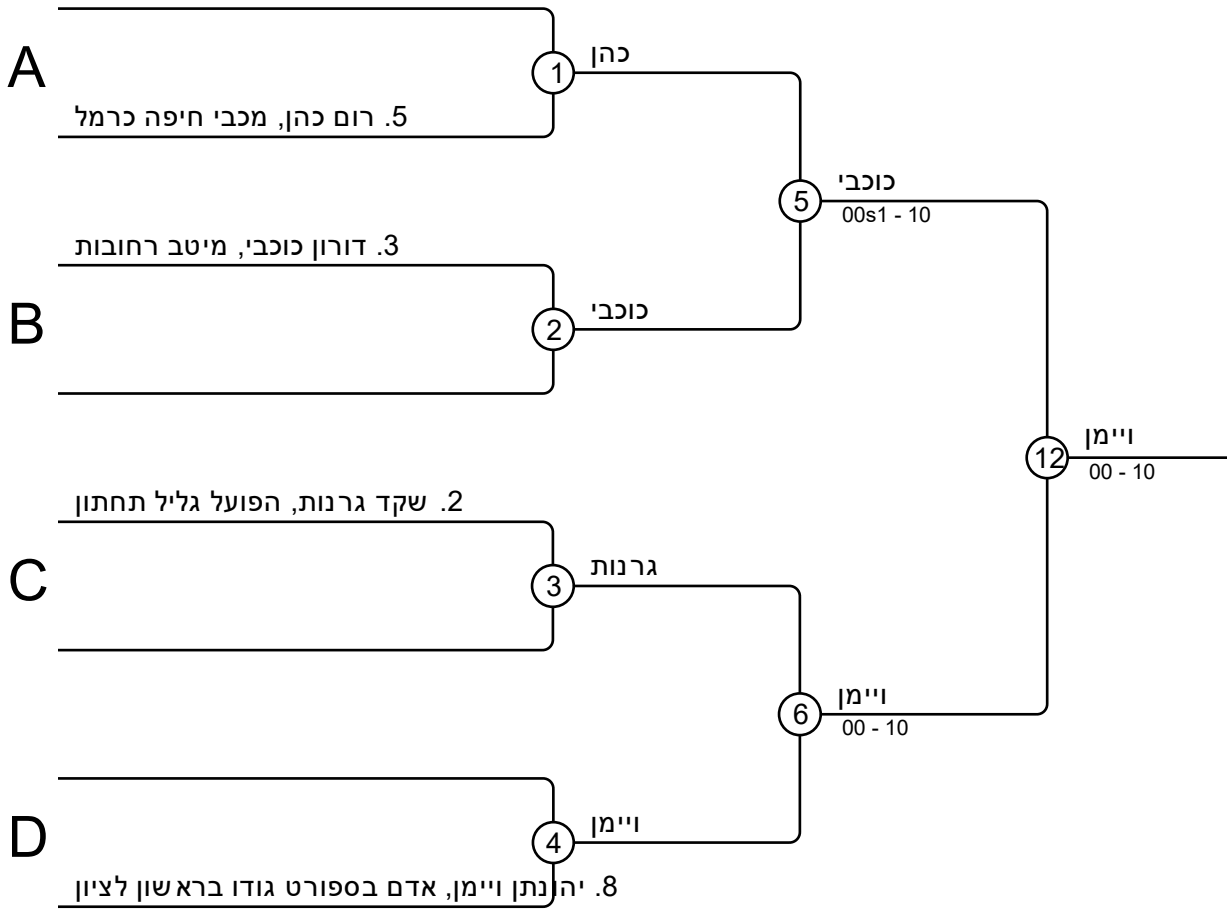 A
1
כהן
5. רום כהן, מכבי חיפה כרמל
5
כוכבי
00s1 - 10
3. דורון כוכבי, מיטב רחובות
B
2
כוכבי
12
ויימן
00 - 10
2. שקד גרנות, הפועל גליל תחתון
C
3
גרנות
6
ויימן
00 - 10
D
4
ויימן
8. יהונתן ויימן, אדם בספורט גודו בראשון לציון